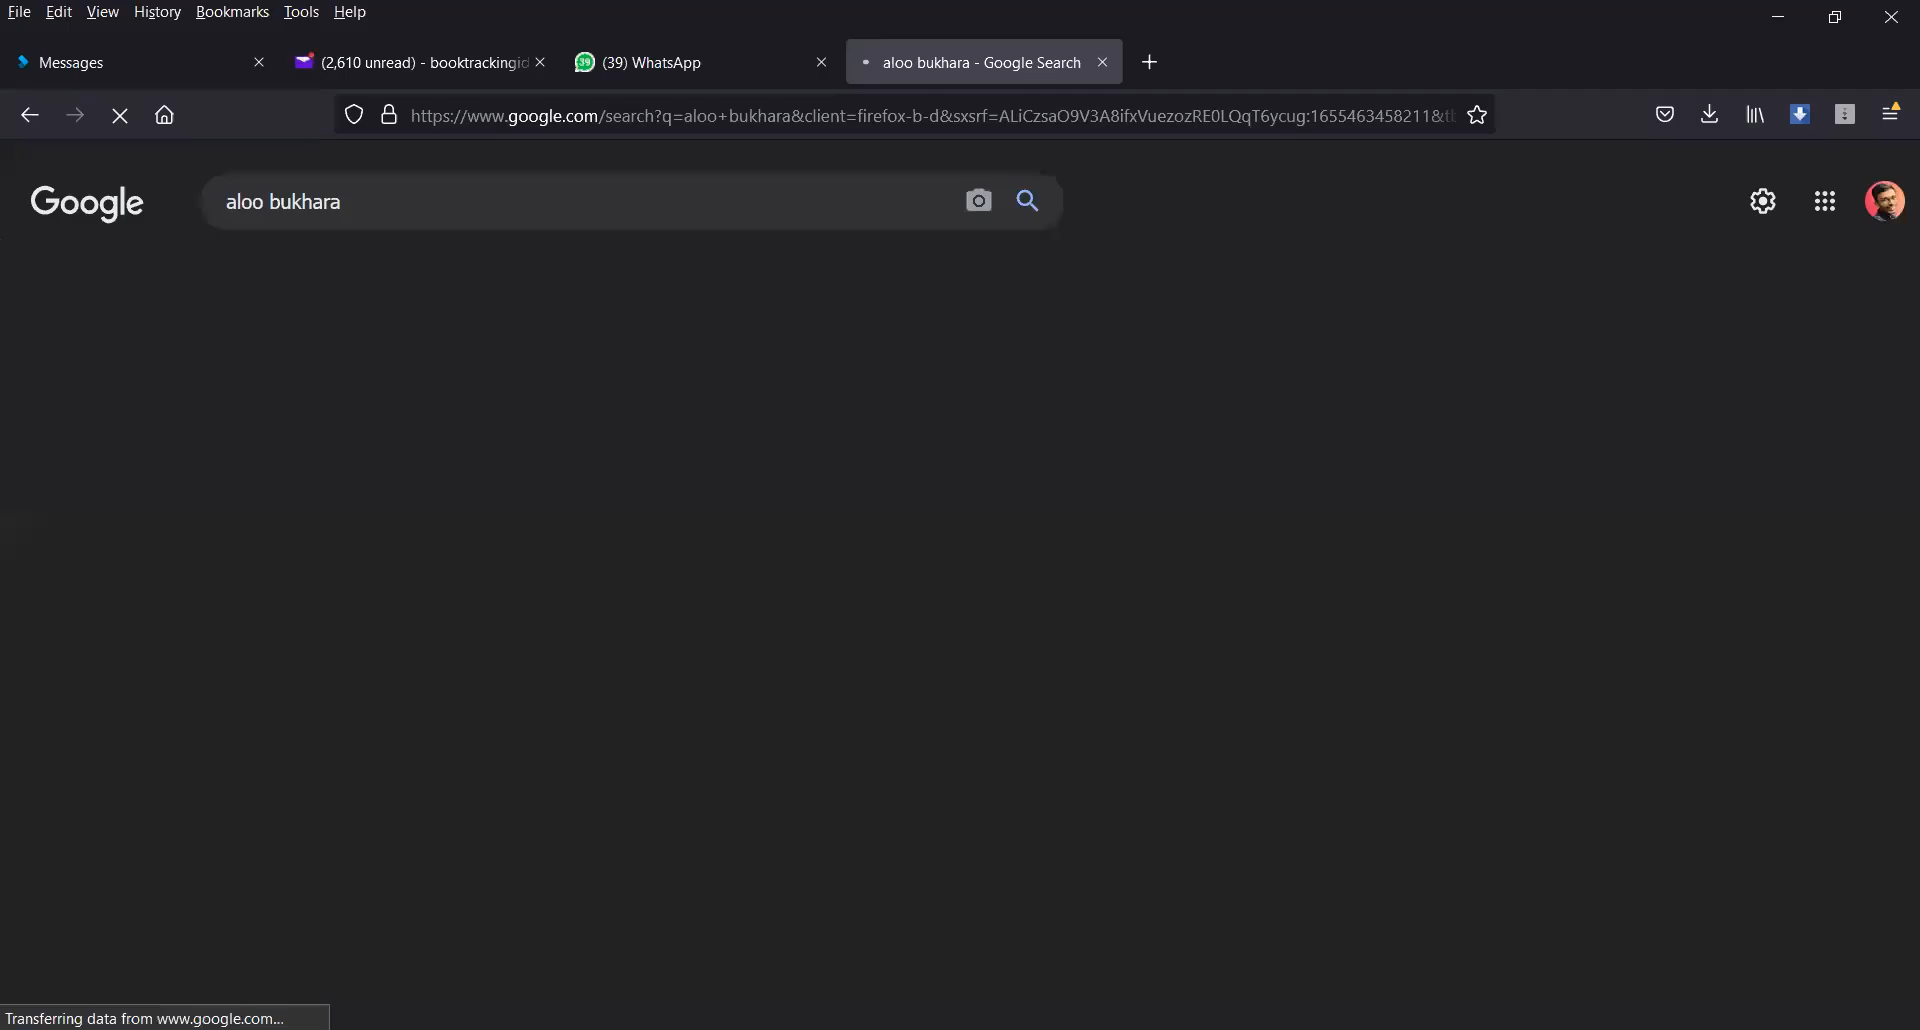 File Edit View History Bookmarks Tools Help
Messages (2,610 unread) - booktrackingid 39 (39) WhatsApp aloo bukhara - Google Search
https://www.google.com/search?q=aloo+bukhara&client=firefox-b-d&sxsrf=ALiCzsaO9V3A8ifxVuezozRE0LQqT6ycug:1655463458211&tb
Google aloo bukhara
Transferring data from www.google.com...